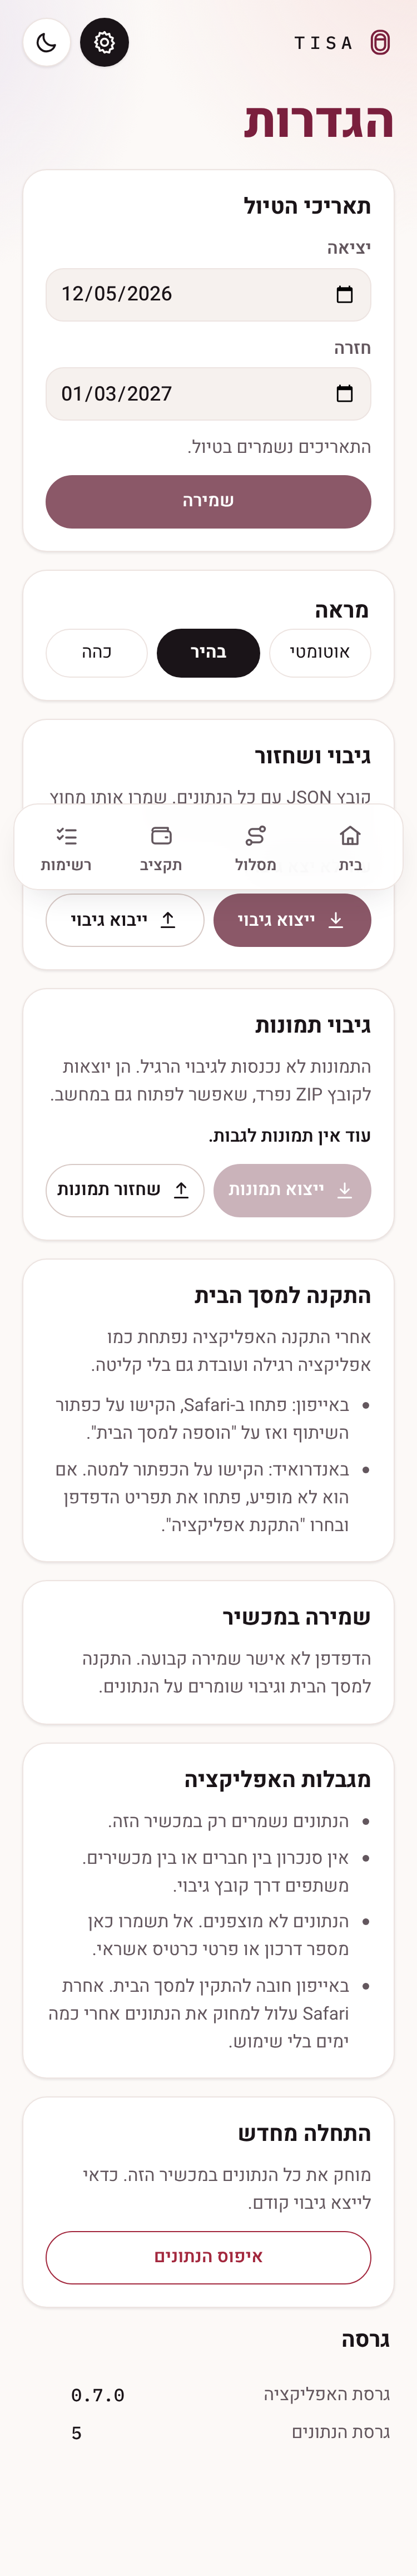 TISA
הגדרות
תאריכי הטיול
יציאה
12/05/2026
חזרה
01/03/2027
התאריכים נשמרים בטיול.
שמירה
מראה
אוטומטי
בהיר
כהה
גיבוי ושחזור
קובץ JSON עם כל הנתונים. שמרו אותו מחוץ
בית
מסלול
תקציב
רשימות
ייצוא גיבוי
ייבוא גיבוי
גיבוי תמונות
התמונות לא נכנסות לגיבוי הרגיל. הן יוצאות
לקובץ ZIP נפרד, שאפשר לפתוח גם במחשב.
עוד אין תמונות לגבות.
ייצוא תמונות
שחזור תמונות
התקנה למסך הבית
אחרי התקנה האפליקציה נפתחת כמו
אפליקציה רגילה ועובדת גם בלי קליטה.
• באייפון: פתחו ב-Safari, הקישו על כפתור
השיתוף ואז על "הוספה למסך הבית".
• באנדרואיד: הקישו על הכפתור למטה. אם
הוא לא מופיע, פתחו את תפריט הדפדפן
ובחרו "התקנת אפליקציה".
שמירה במכשיר
הדפדפן לא אישר שמירה קבועה. התקנה
למסך הבית וגיבוי שומרים על הנתונים.
מגבלות האפליקציה
• הנתונים נשמרים רק במכשיר הזה.
• אין סנכרון בין חברים או בין מכשירים.
משתפים דרך קובץ גיבוי.
• הנתונים לא מוצפנים. אל תשמרו כאן
מספר דרכון או פרטי כרטיס אשראי.
• באייפון חובה להתקין למסך הבית. אחרת
Safari עלול למחוק את הנתונים אחרי כמה
ימים בלי שימוש.
התחלה מחדש
מוחק את כל הנתונים במכשיר הזה. כדאי
לייצא גיבוי קודם.
איפוס הנתונים
גרסה
גרסת האפליקציה 0.7.0
גרסת הנתונים 5